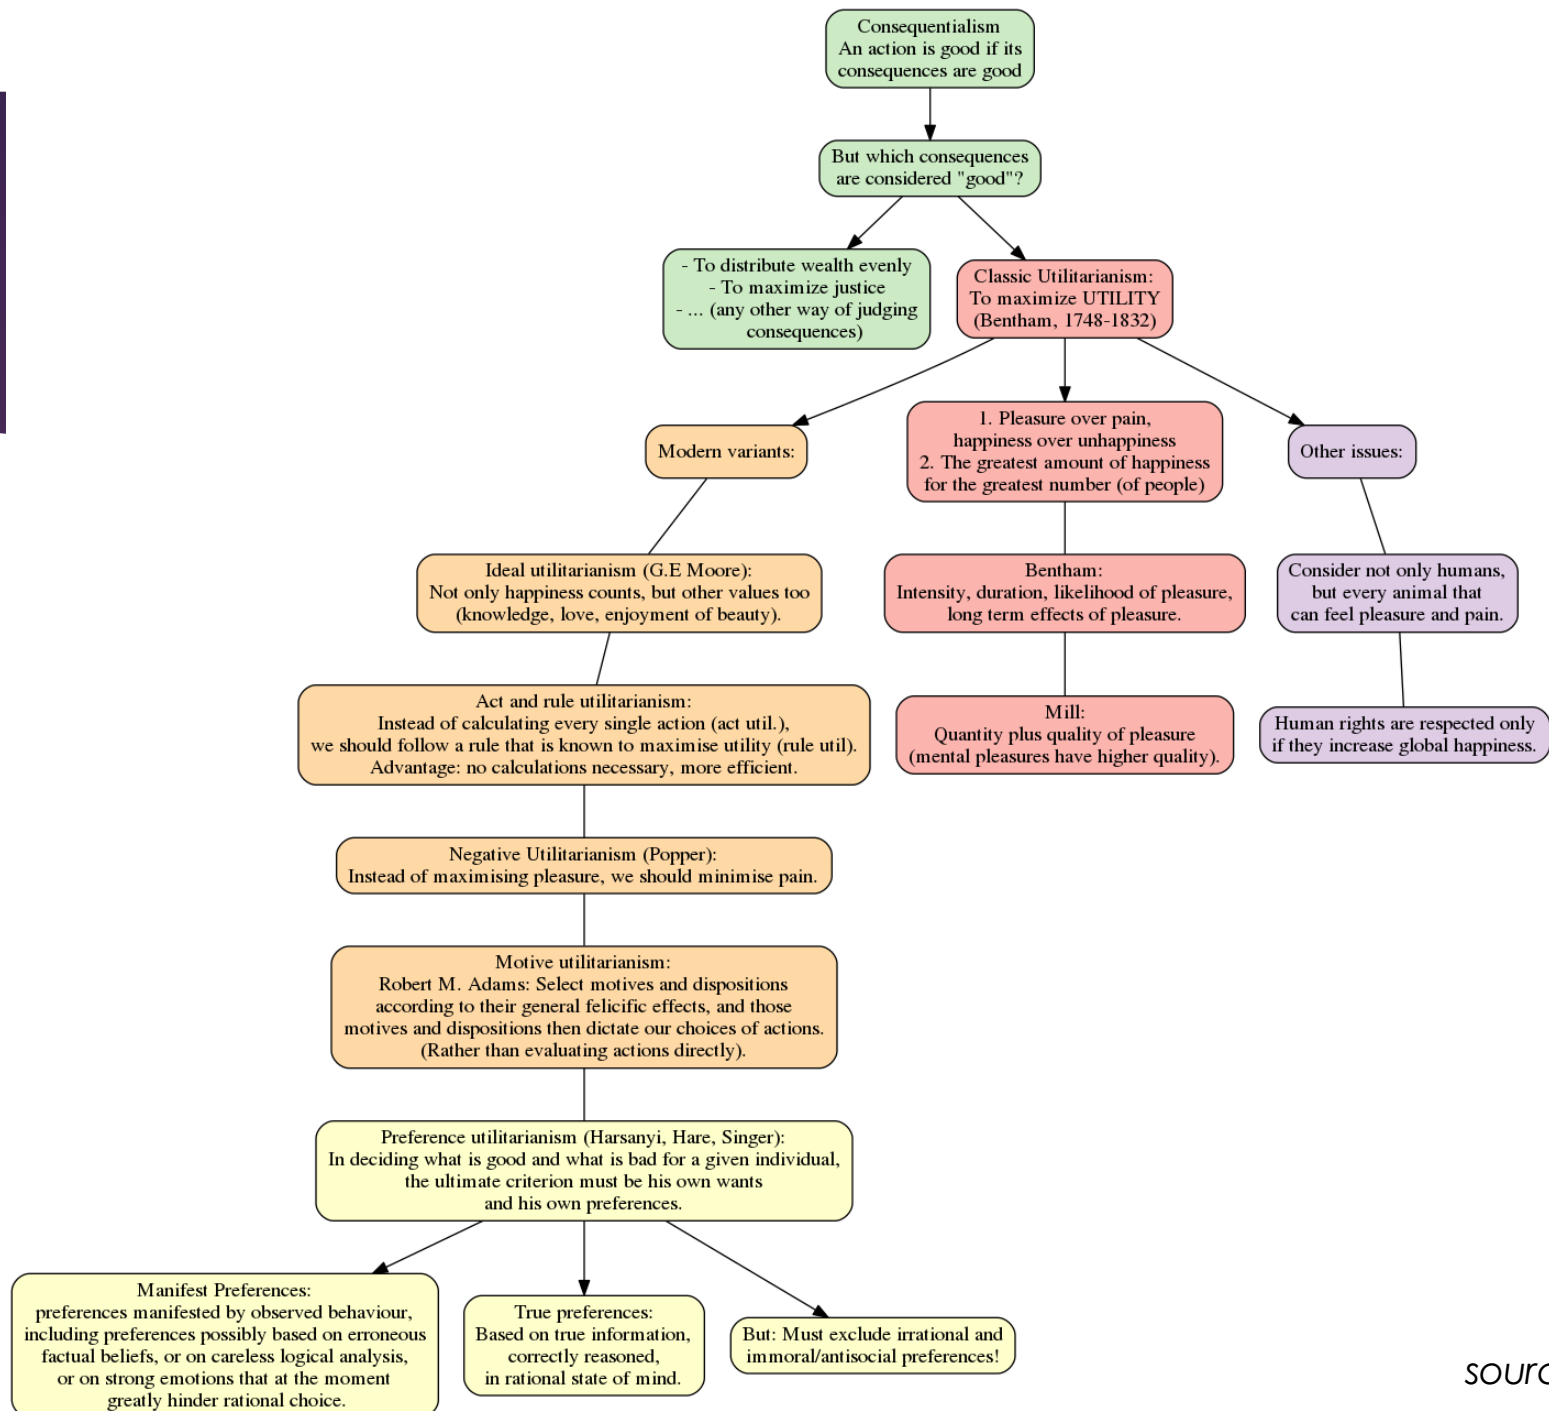 Consequentialism
An action is good if its
consequences are good
But which consequences
are considered "good"?
- To distribute wealth evenly
- To maximize justice
- ... (any other way of judging
consequences)
Classic Utilitarianism:
To maximize UTILITY
(Bentham, 1748-1832)
Modern variants:
1. Pleasure over pain,
happiness over unhappiness
2. The greatest amount of happiness
for the greatest number (of people)
Other issues:
Ideal utilitarianism (G.E Moore):
Not only happiness counts, but other values too
(knowledge, love, enjoyment of beauty).
Bentham:
Intensity, duration, likelihood of pleasure,
long term effects of pleasure.
Consider not only humans,
but every animal that
can feel pleasure and pain.
Act and rule utilitarianism:
Instead of calculating every single action (act util.),
we should follow a rule that is known to maximise utility (rule util).
Advantage: no calculations necessary, more efficient.
Mill:
Quantity plus quality of pleasure
(mental pleasures have higher quality).
Human rights are respected only
if they increase global happiness.
Negative Utilitarianism (Popper):
Instead of maximising pleasure, we should minimise pain.
Motive utilitarianism:
Robert M. Adams: Select motives and dispositions
according to their general felicific effects, and those
motives and dispositions then dictate our choices of actions.
(Rather than evaluating actions directly).
Preference utilitarianism (Harsanyi, Hare, Singer):
In deciding what is good and what is bad for a given individual,
the ultimate criterion must be his own wants
and his own preferences.
Manifest Preferences:
preferences manifested by observed behaviour,
including preferences possibly based on erroneous
factual beliefs, or on careless logical analysis,
or on strong emotions that at the moment
greatly hinder rational choice.
True preferences:
Based on true information,
correctly reasoned,
in rational state of mind.
But: Must exclude irrational and
immoral/antisocial preferences!